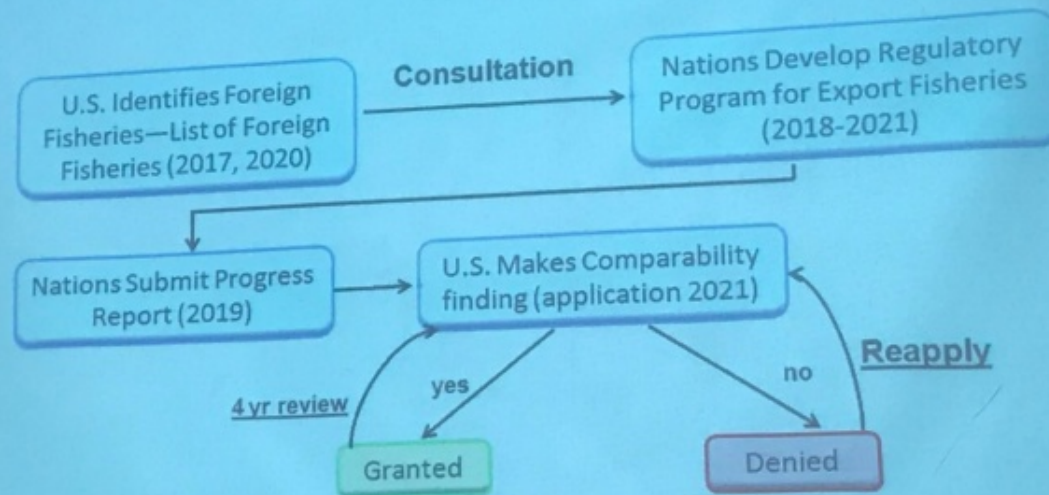 U.S. Identifies Foreign
Fisheries—List of Foreign
Fisheries (2017, 2020)
Consultation
Nations Develop Regulatory
Program for Export Fisheries
(2018-2021)
Nations Submit Progress
Report (2019)
U.S. Makes Comparability
finding (application 2021)
4 yr review
yes
no
Reapply
Granted
Denied